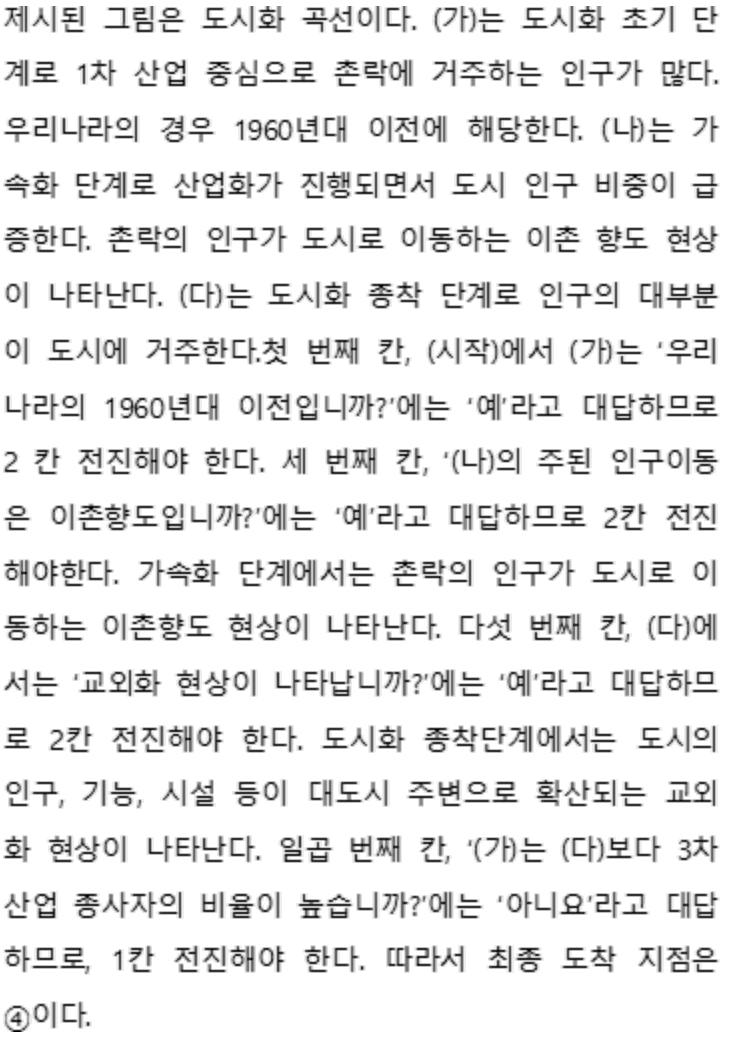 제시된 그림은 도시화 곡선이다. (가)는 도시화 초기 단
계로 1차 산업 중심으로 촌락에 거주하는 인구가 많다.
우리나라의 경우 1960년대 이전에 해당한다. (나)는 가
속화 단계로 산업화가 진행되면서 도시 인구 비중이 급
증한다. 촌락의 인구가 도시로 이동하는 이촌 향도 현상
이 나타난다. (다)는 도시화 종착 단계로 인구의 대부분
이 도시에 거주한다.첫 번째 칸, (시작)에서 (가)는 ‘우리
나라의 1960년대 이전입니까?’에는 ‘예’라고 대답하므로
2 칸 전진해야 한다. 세 번째 칸, ‘(나)의 주된 인구이동
은 이촌향도입니까?’에는 ‘예’라고 대답하므로 2칸 전진
해야한다. 가속화 단계에서는 촌락의 인구가 도시로 이
동하는 이촌향도 현상이 나타난다. 다섯 번째 칸, (다)에
서는 ‘교외화 현상이 나타납니까?’에는 ‘예’라고 대답하므
로 2칸 전진해야 한다. 도시화 종착단계에서는 도시의
인구, 기능, 시설 등이 대도시 주변으로 확산되는 교외
화 현상이 나타난다. 일곱 번째 칸, ‘(가)는 (다)보다 3차
산업 종사자의 비율이 높습니까?’에는 ‘아니요’라고 대답
하므로, 1칸 전진해야 한다. 따라서 최종 도착 지점은
④이다.